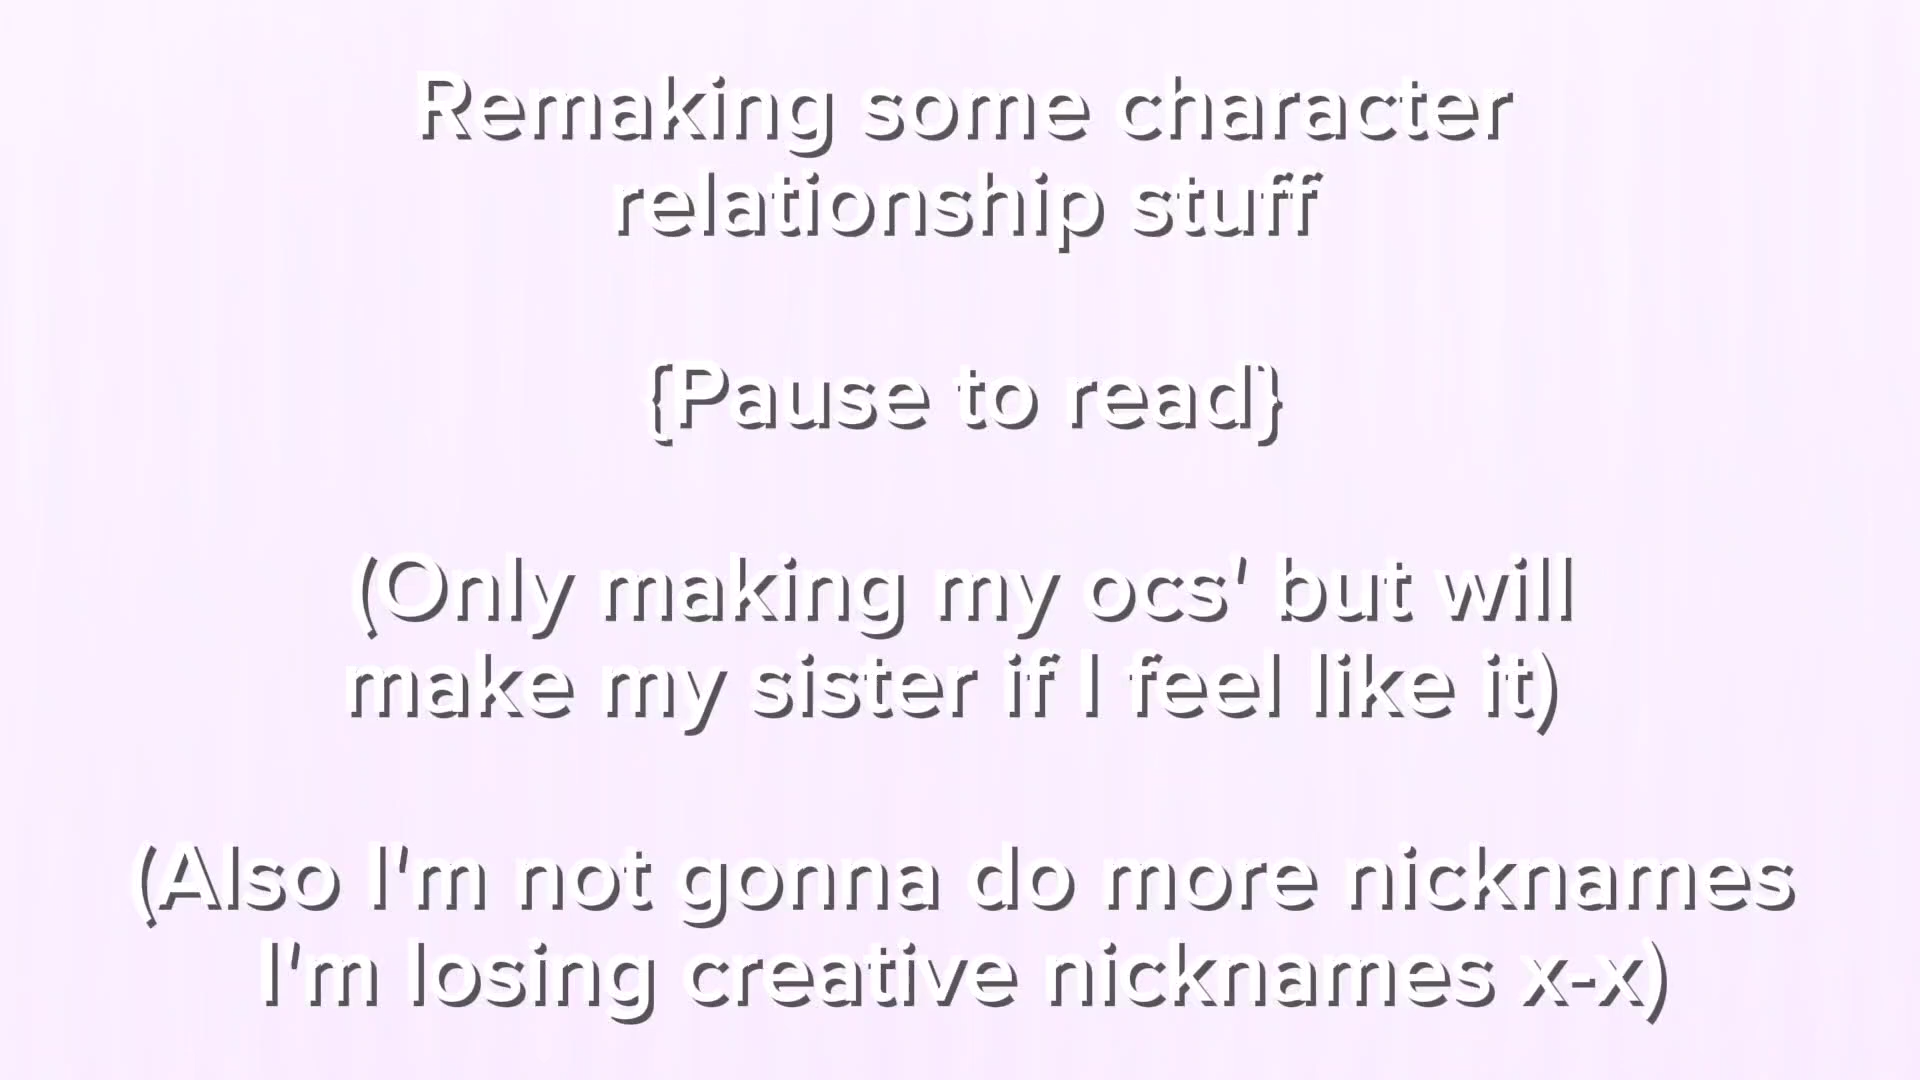 Remaking some character
relationship stuff
{Pause to read}
(Only making my ocs' but will
make my sister if I feel like it)
(Also I'm not gonna do more nicknames
I'm losing creative nicknames x-x)